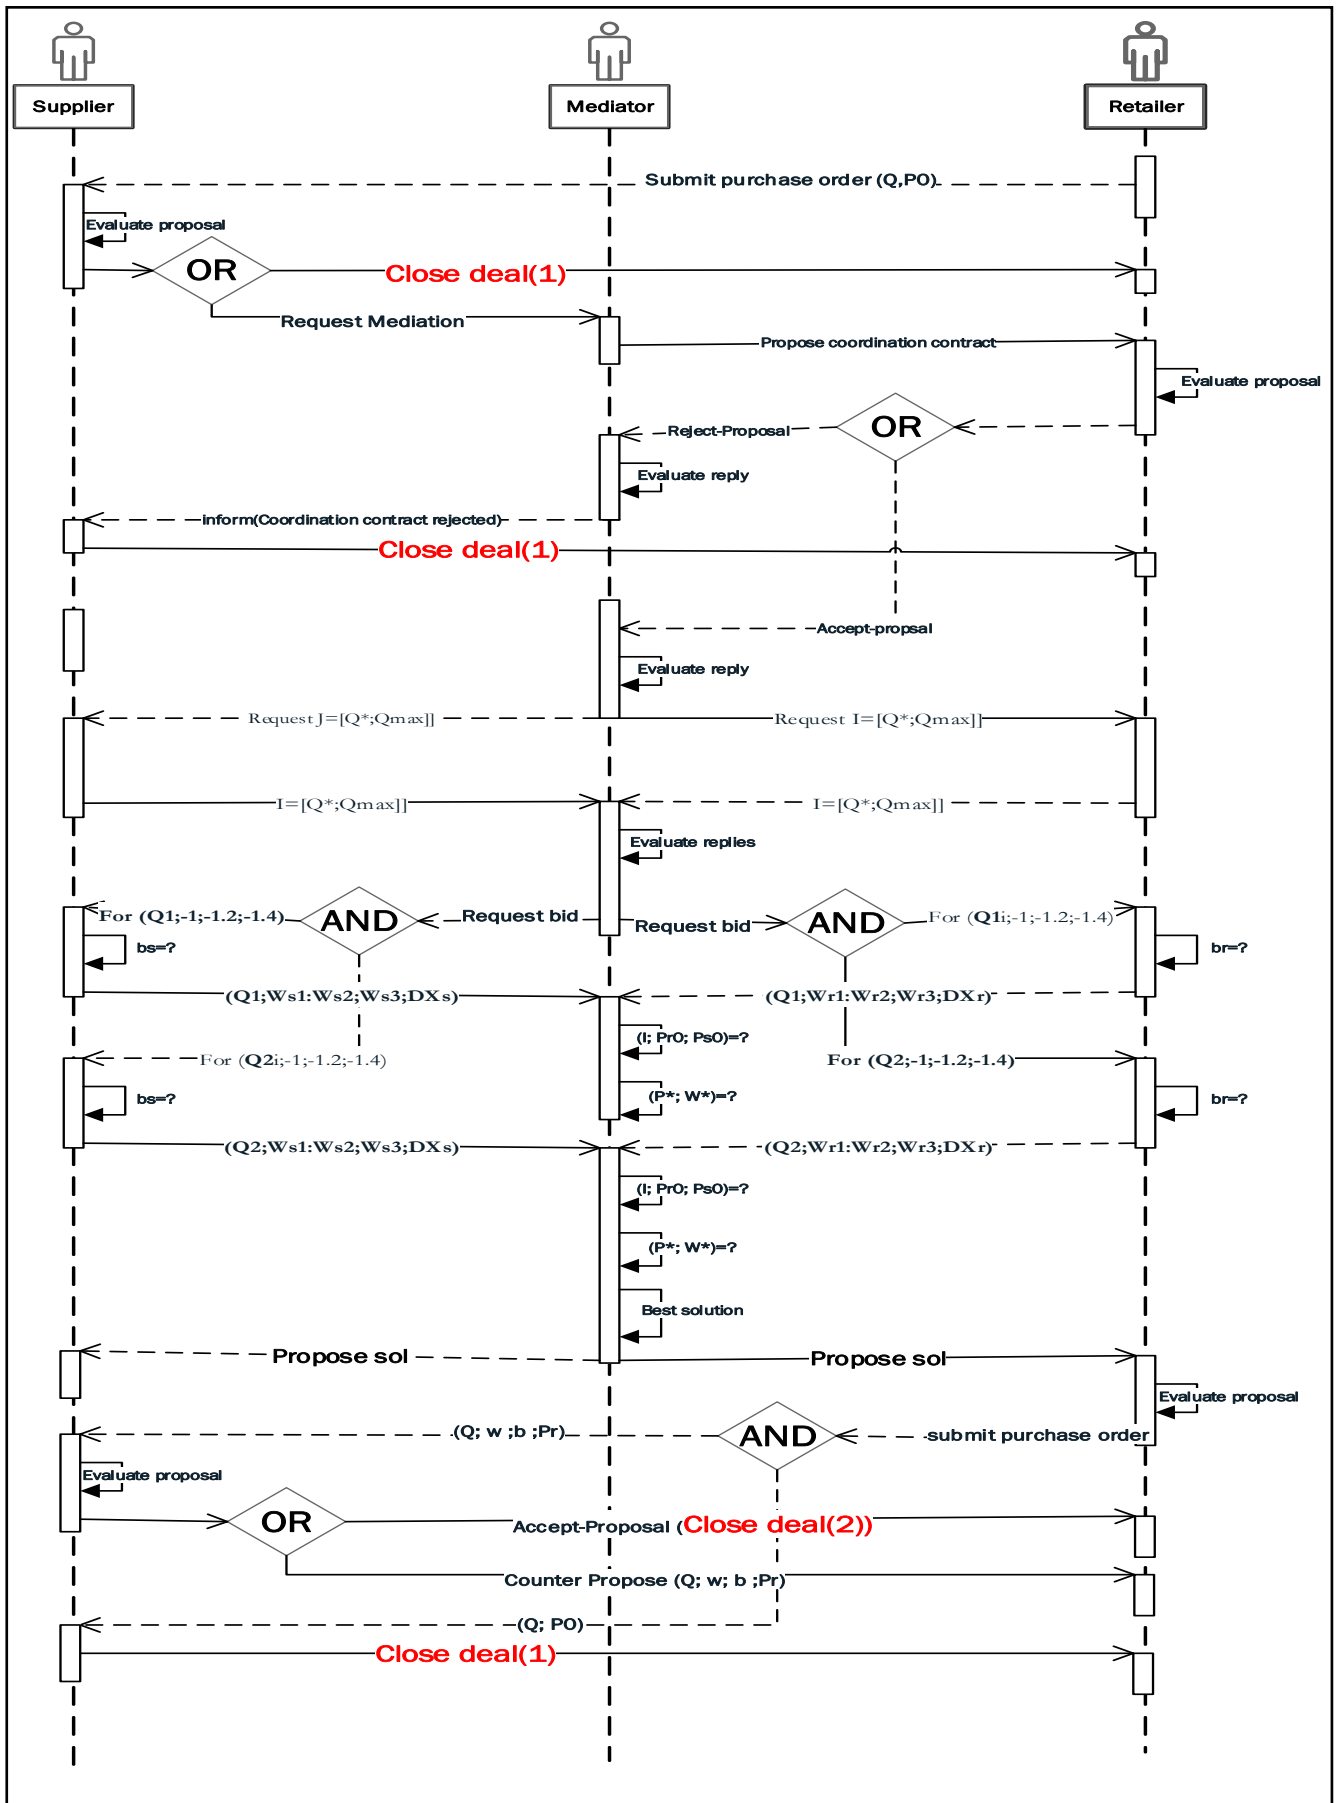 Supplier
Mediator
Retailer
Submit purchase order (Q,PO)
Evaluate proposal
OR
Close deal(1)
Request Mediation
Propose coordination contract
Evaluate proposal
OR
Reject-Proposal
Evaluate reply
inform(Coordination contract rejected)
Close deal(1)
Accept-propsal
Evaluate reply
Request J=[Q*;Qmax]]
Request I=[Q*;Qmax]]
I=[Q*;Qmax]]
I=[Q*;Qmax]]
Evaluate replies
For (Q1;-1;-1.2;-1.4)
AND
Request bid
Request bid
AND
For (Q1i;-1;-1.2;-1.4)
bs=?
br=?
(Q1;Ws1:Ws2;Ws3;DXs)
(Q1;Wr1:Wr2;Wr3;DXr)
(I; Pr0; Ps0)=?
For (Q2i;-1;-1.2;-1.4)
For (Q2;-1;-1.2;-1.4)
bs=?
(P*; W*)=?
br=?
(Q2;Ws1:Ws2;Ws3;DXs)
(Q2;Wr1:Wr2;Wr3;DXr)
(I; Pr0; Ps0)=?
(P*; W*)=?
Best solution
Propose sol
Propose sol
Evaluate proposal
(Q; w ;b ;Pr)
AND
submit purchase order
Evaluate proposal
OR
Accept-Proposal (Close deal(2))
Counter Propose (Q; w; b ;Pr)
(Q; PO)
Close deal(1)